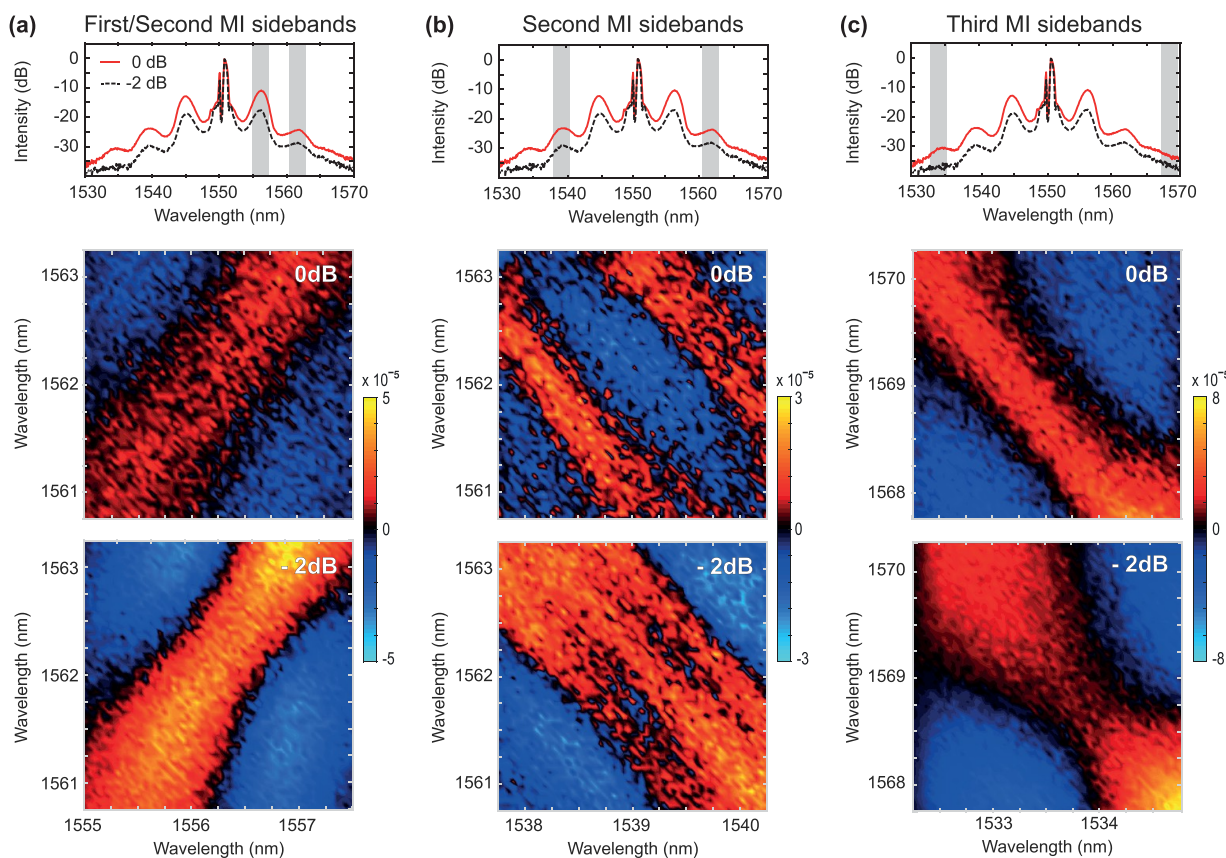 (a) First/Second MI sidebands
(b) Second MI sidebands
(c) Third MI sidebands
Intensity (dB)
0
-10
-20
-30
0 dB
-2 dB
1530 1540 1550 1560 1570
Wavelength (nm)
Intensity (dB)
0
-10
-20
-30
1530 1540 1550 1560 1570
Wavelength (nm)
Intensity (dB)
0
-10
-20
-30
1530 1540 1550 1560 1570
Wavelength (nm)
Wavelength (nm)
1563
1562
1561
0dB
Wavelength (nm)
1563
1562
1561
0dB
Wavelength (nm)
1570
1569
1568
0dB
x 10⁻⁵
5
0
-5
x 10⁻⁵
3
0
-3
x 10⁻⁵
8
0
-8
Wavelength (nm)
1563
1562
1561
- 2dB
1555 1556 1557
Wavelength (nm)
Wavelength (nm)
1563
1562
1561
- 2dB
1538 1539 1540
Wavelength (nm)
Wavelength (nm)
1570
1569
1568
- 2dB
1533 1534
Wavelength (nm)